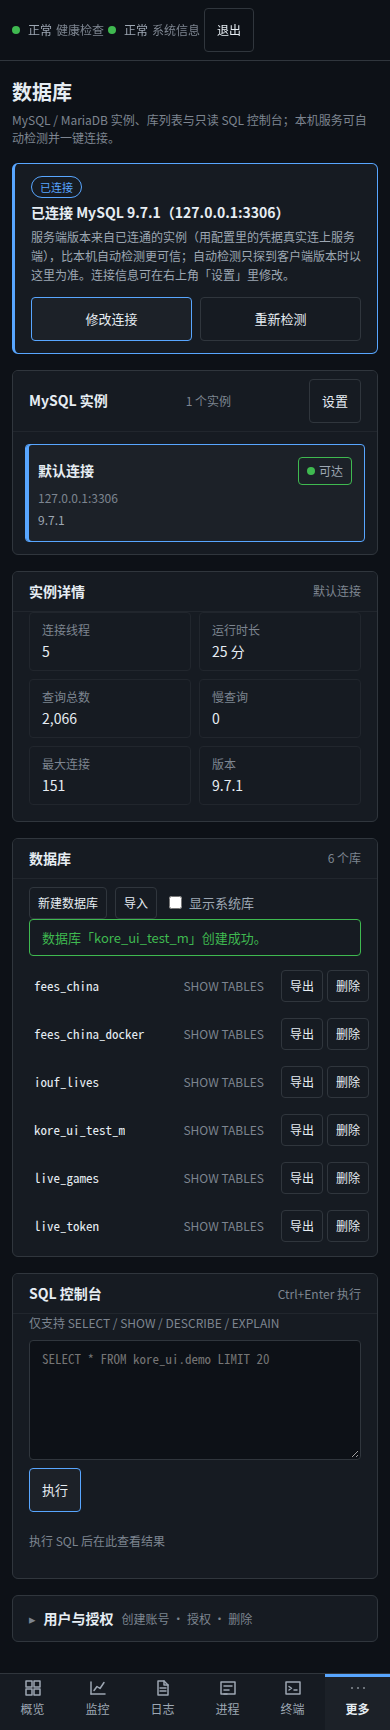 正常 健康检查 正常 系统信息 退出
数据库
MySQL / MariaDB 实例、库列表与只读 SQL 控制台；本机服务可自
动检测并一键连接。
已连接
已连接 MySQL 9.7.1（127.0.0.1:3306）
服务端版本来自已连通的实例（用配置里的凭据真实连上服务
端），比本机自动检测更可信；自动检测只探到客户端版本时以
这里为准。连接信息可在右上角「设置」里修改。
修改连接 重新检测
MySQL 实例 1 个实例 设置
默认连接 可达
127.0.0.1:3306
9.7.1
实例详情 默认连接
连接线程 运行时长
5 25 分
查询总数 慢查询
2,066 0
最大连接 版本
151 9.7.1
数据库 6 个库
新建数据库 导入 显示系统库
数据库「kore_ui_test_m」创建成功。
fees_china SHOW TABLES 导出 删除
fees_china_docker SHOW TABLES 导出 删除
iouf_lives SHOW TABLES 导出 删除
kore_ui_test_m SHOW TABLES 导出 删除
live_games SHOW TABLES 导出 删除
live_token SHOW TABLES 导出 删除
SQL 控制台 Ctrl+Enter 执行
仅支持 SELECT / SHOW / DESCRIBE / EXPLAIN
SELECT * FROM kore_ui.demo LIMIT 20
执行
执行 SQL 后在此查看结果
▸ 用户与授权 创建账号 · 授权 · 删除
概览 监控 日志 进程 终端 更多